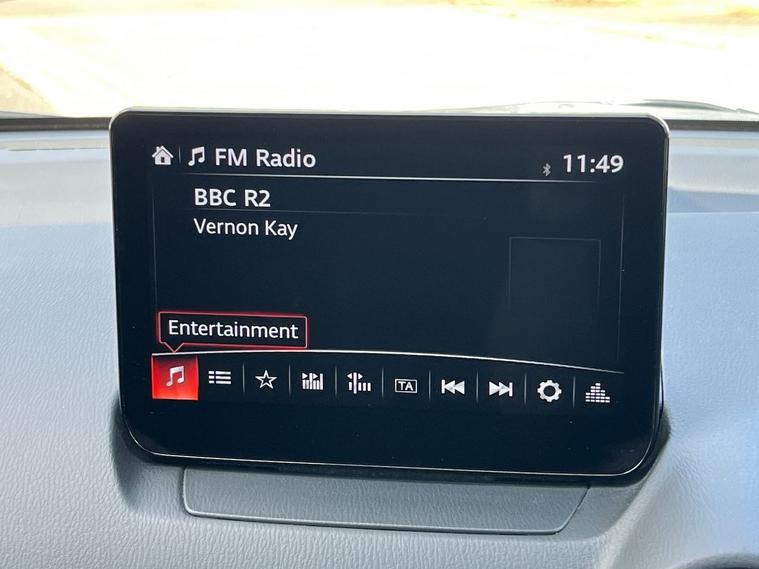 FM Radio
11:49
BBC R2
Vernon Kay
Entertainment
TA